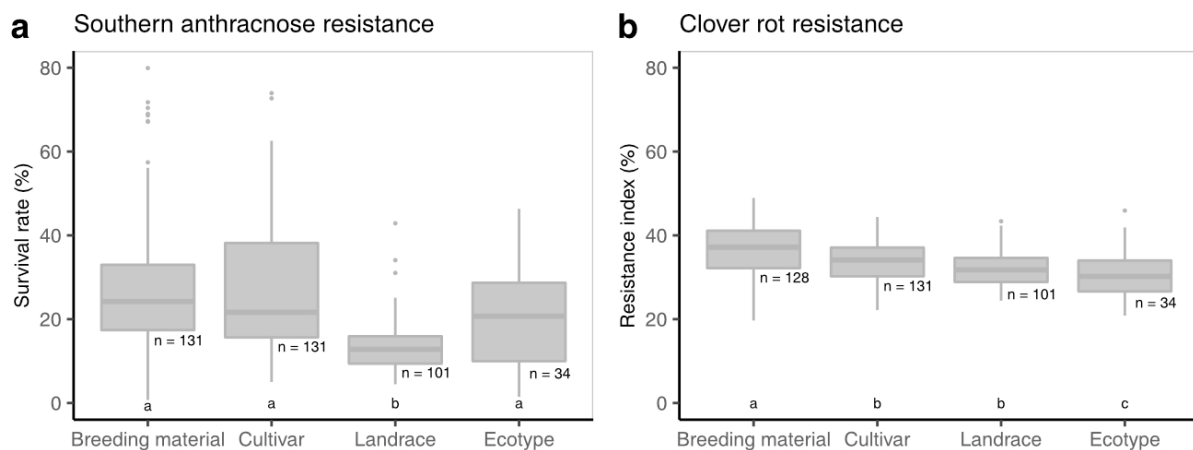 a Southern anthracnose resistance
Survival rate (%)
80
60
40
20
0
n = 131
n = 131
n = 101
n = 34
a a b a
Breeding material Cultivar Landrace Ecotype
b Clover rot resistance
Resistance index (%)
80
60
40
20
0
n = 128
n = 131
n = 101
n = 34
a b b c
Breeding material Cultivar Landrace Ecotype